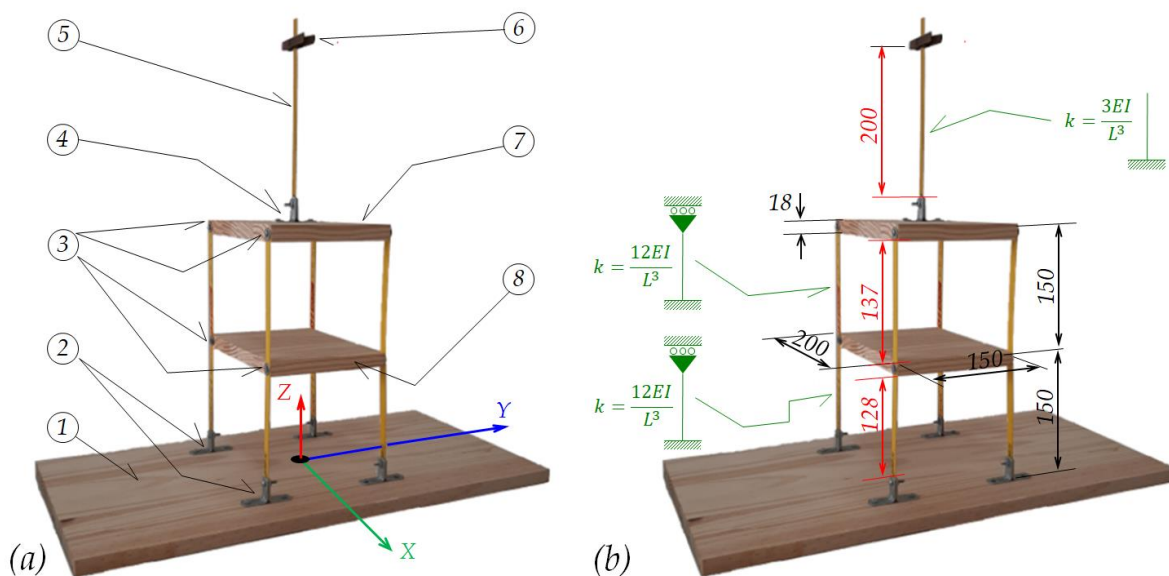 5
6
4
7
3
8
2
1
Z
Y
X
(a)
200
k = 3EI/L³
18
k = 12EI/L³
137
150
200
150
k = 12EI/L³
128
150
(b)